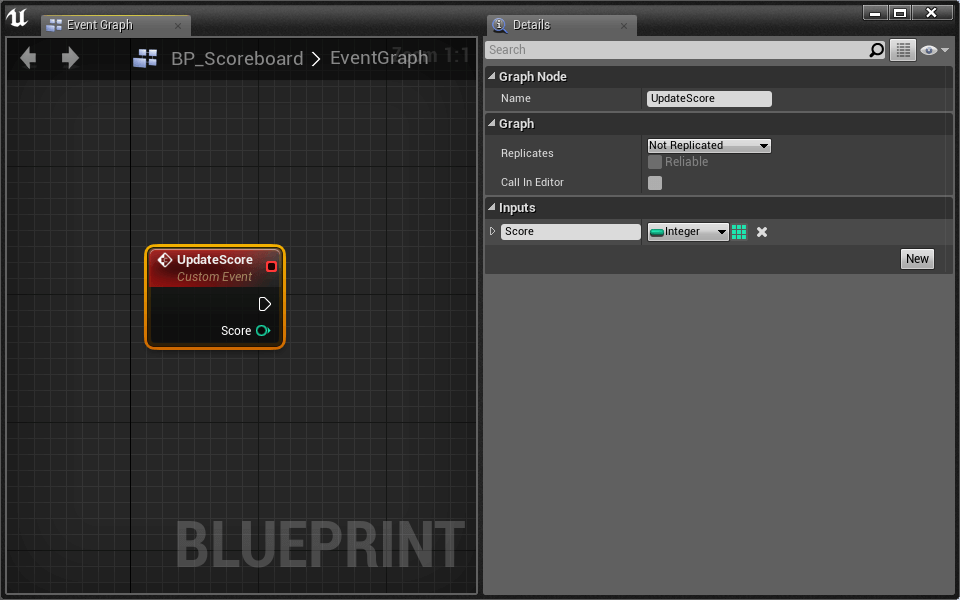 Event Graph
BP_Scoreboard > EventGraph
Zoom 1:1
UpdateScore
Custom Event
Score
BLUEPRINT
Details
Search
Graph Node
Name
UpdateScore
Graph
Replicates
Not Replicated
Reliable
Call In Editor
Inputs
Score
Integer
New